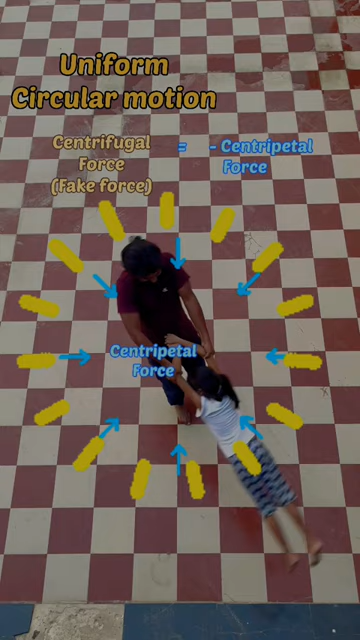 Uniform
Circular motion
Centrifugal = - Centripetal
Force Force
(Fake force)
Centripetal
Force